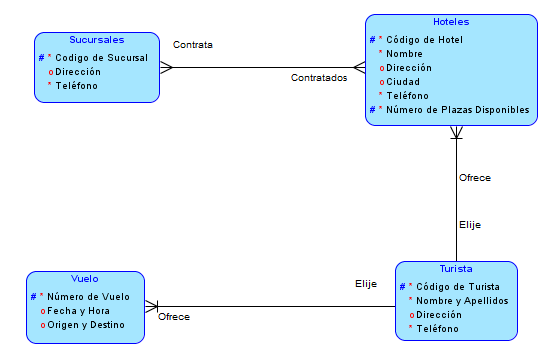 Sucursales
# * Codigo de Sucursal
o Dirección
* Teléfono
Contrata
Contratados
Hoteles
# * Código de Hotel
* Nombre
o Dirección
o Ciudad
* Teléfono
# * Número de Plazas Disponibles
Ofrece
Elije
Vuelo
# * Número de Vuelo
o Fecha y Hora
o Origen y Destino
Elije
Ofrece
Turista
# * Código de Turista
* Nombre y Apellidos
o Dirección
* Teléfono